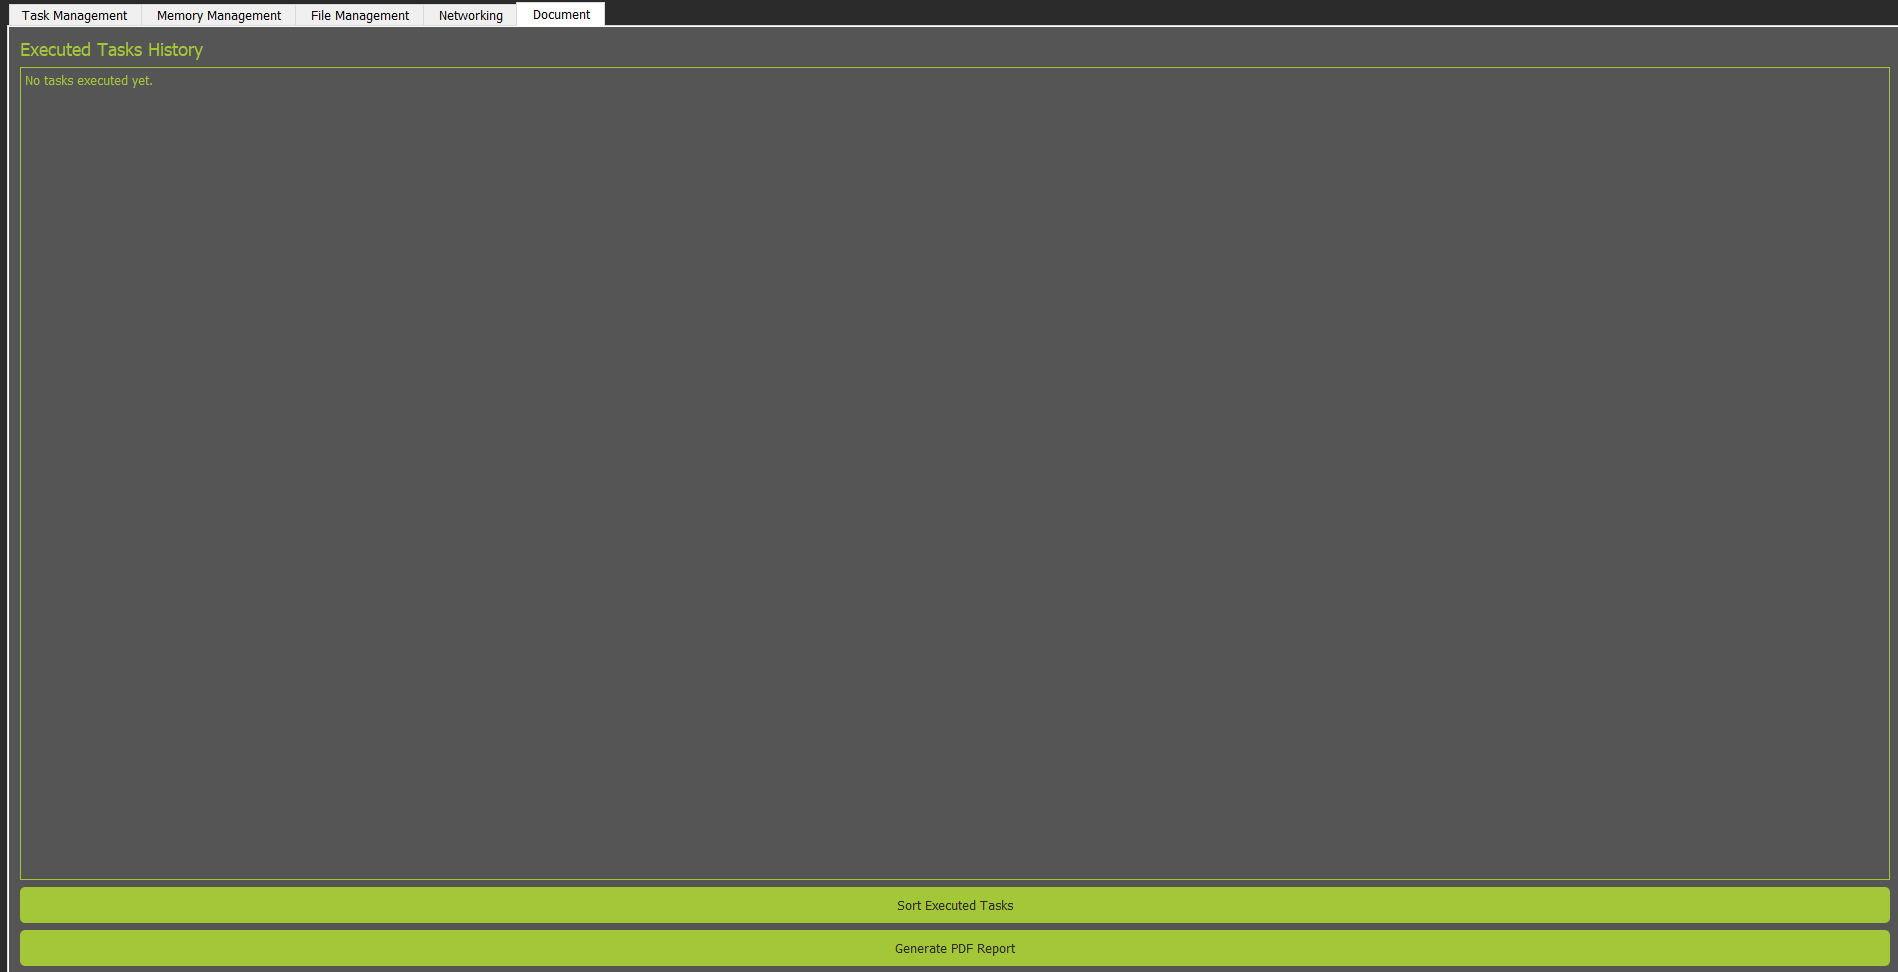 Task Management Memory Management File Management Networking Document
Executed Tasks History
No tasks executed yet.
Sort Executed Tasks
Generate PDF Report